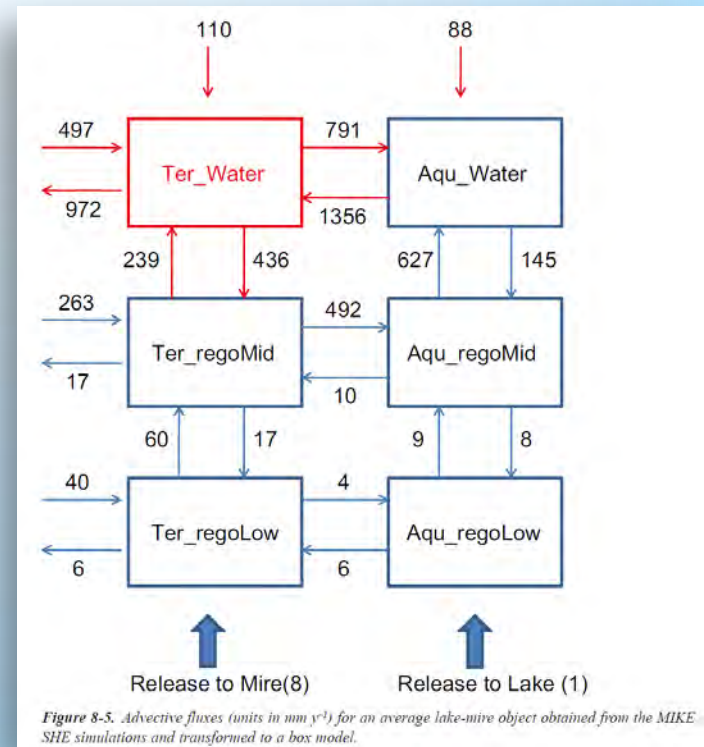 110 88
497 791
Ter_Water Aqu_Water
972 1356
239 436 627 145
263 492
Ter_regoMid Aqu_regoMid
17 10
60 17 9 8
40 4
Ter_regoLow Aqu_regoLow
6 6
Release to Mire(8) Release to Lake (1)
Figure 8-5. Advective fluxes (units in mm y⁻¹) for an average lake-mire object obtained from the MIKE
SHE simulations and transformed to a box model.